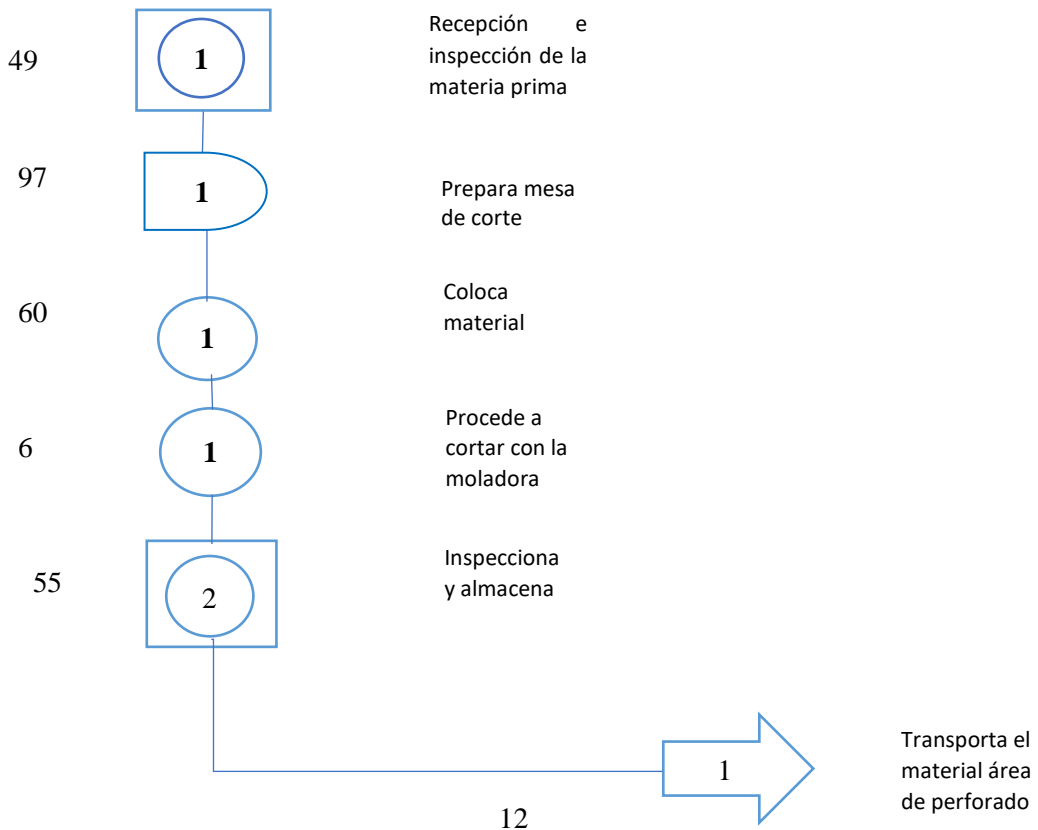 49
1
Recepción e
inspección de la
materia prima
97
1
Prepara mesa
de corte
60
1
Coloca
material
6
1
Procede a
cortar con la
moladora
55
2
Inspecciona
y almacena
12
1
Transporta el
material área
de perforado